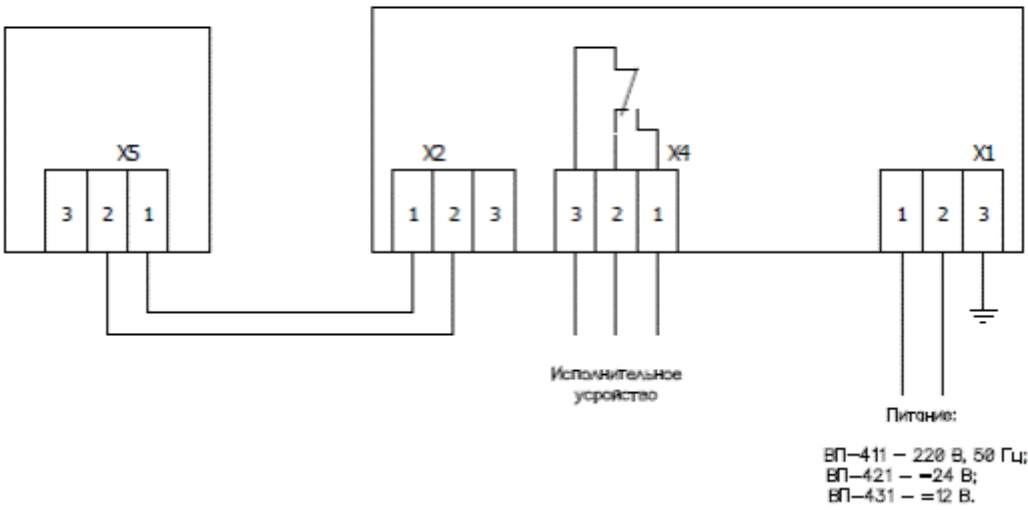 X5
X2
X4
X1
3 2 1
1 2 3
3 2 1
1 2 3
Исполнительное
усройство
Питание:
ВП–411 – 220 В, 50 Гц;
ВП–421 – =24 В;
ВП–431 – =12 В.